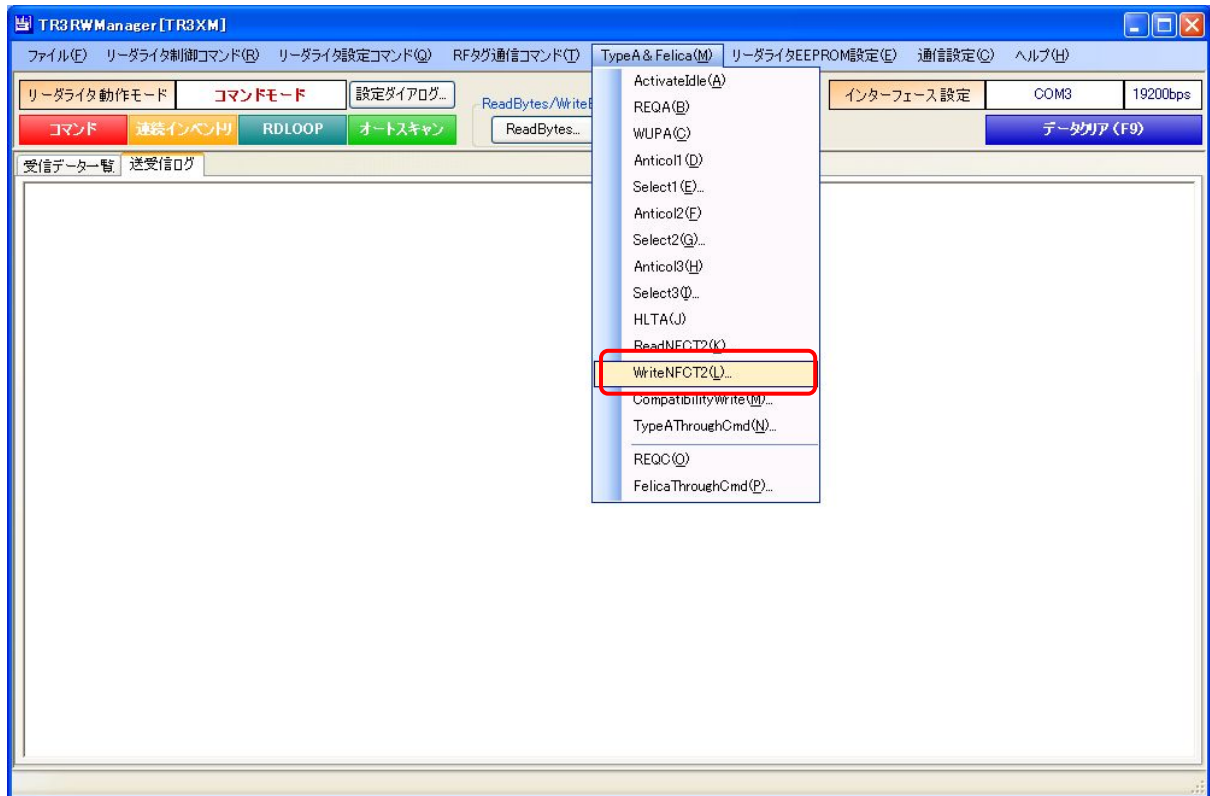 TR3RWManager[TR3XM]
ファイル(F) リーダライタ制御コマンド(R) リーダライタ設定コマンド(Q) RFタグ通信コマンド(T) TypeA & Felica(M) リーダライタEEPROM設定(E) 通信設定(C) ヘルプ(H)
リーダライタ動作モード コマンドモード 設定ダイアログ... ReadBytes/Write インターフェース設定 COM3 19200bps
コマンド 連続インベントリ RDLOOP オートスキャン ReadBytes... データクリア (F9)
受信データ一覧 送受信ログ
ActivateIdle(A)
REQA(B)
WUPA(C)
Anticol1(D)
Select1(E)...
Anticol2(F)
Select2(G)...
Anticol3(H)
Select3(I)...
HLTA(J)
ReadNFCT2(K)
WriteNFCT2(L)...
CompatibilityWrite(M)...
TypeAThroughCmd(N)...
REQC(O)
FelicaThroughCmd(P)...